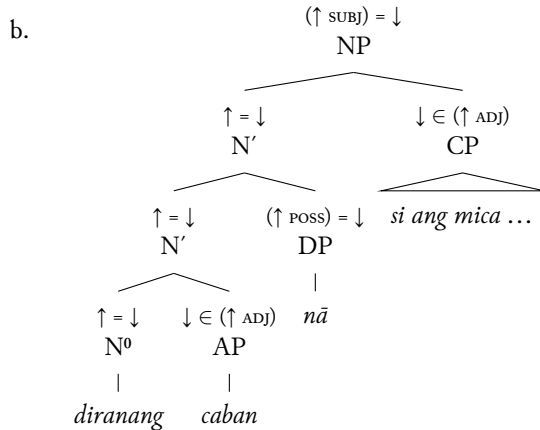 b.
(↑ SUBJ) = ↓
NP
↑ = ↓ ↓ ∈ (↑ ADJ)
N′ CP
↑ = ↓ (↑ POSS) = ↓ si ang mica …
N′ DP
↑ = ↓ ↓ ∈ (↑ ADJ) nā
N⁰ AP
diranang caban